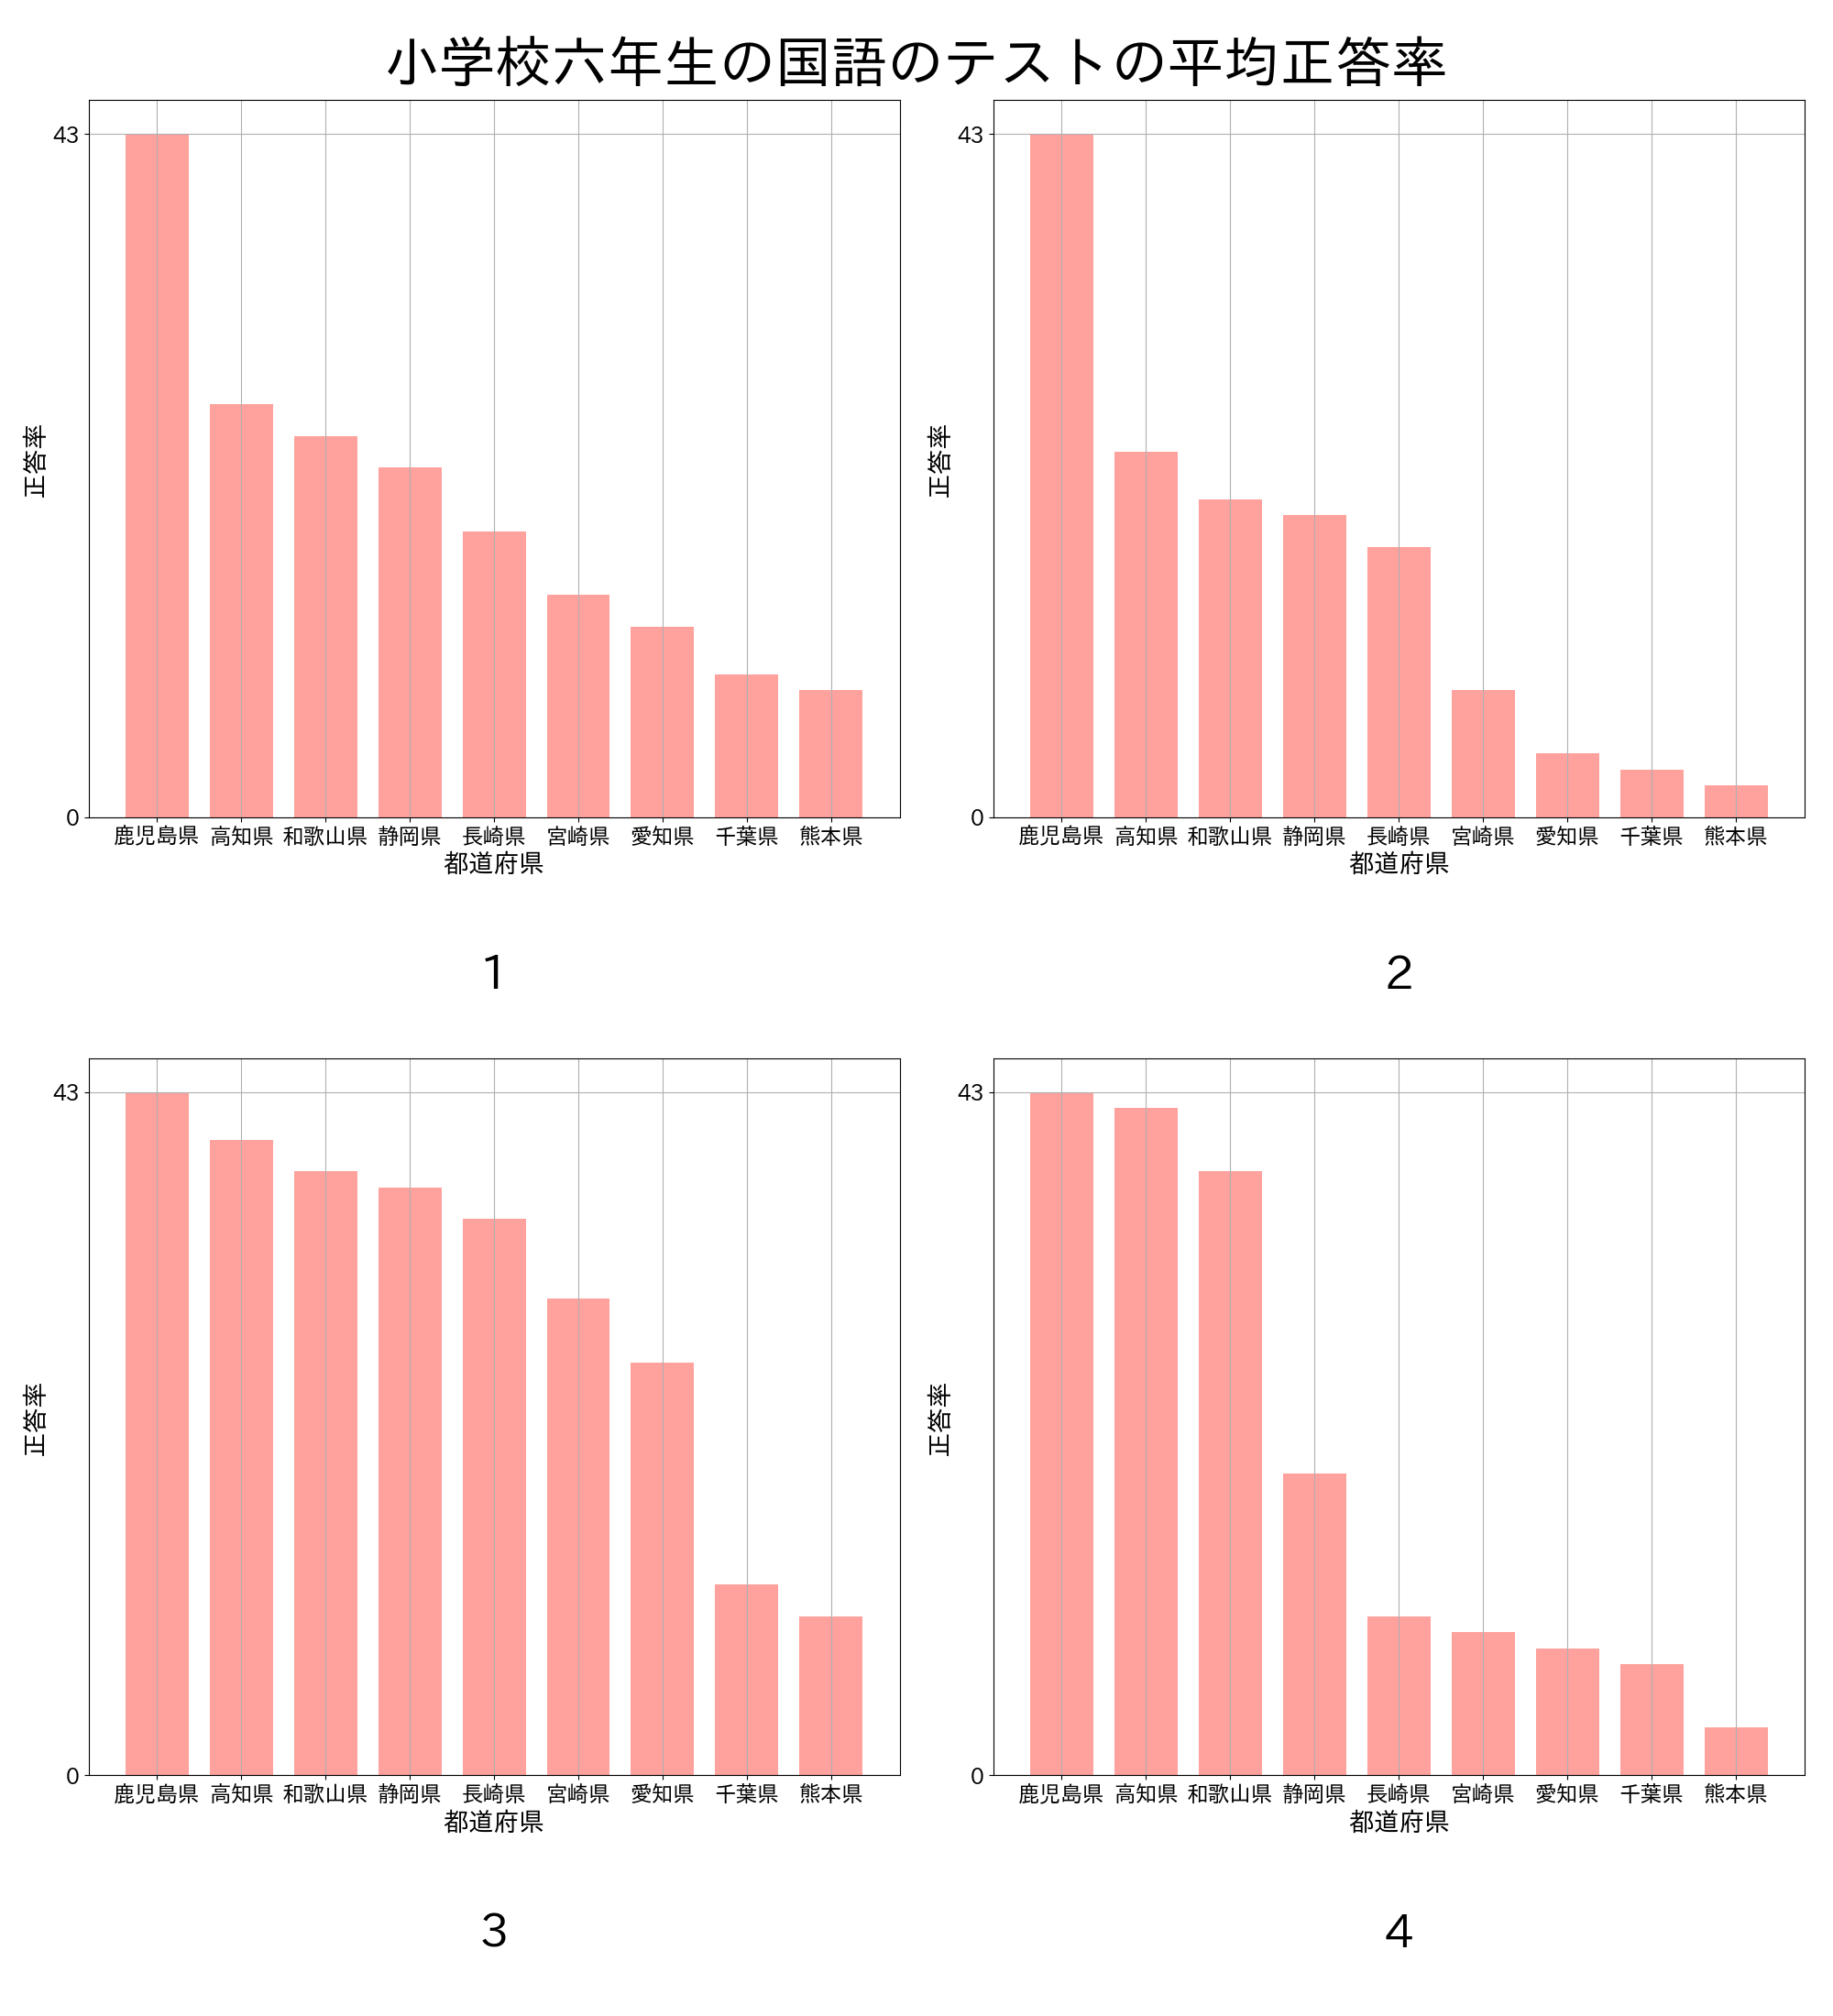 小学校六年生の国語のテストの平均正答率
43
0
正答率
鹿児島県 高知県 和歌山県 静岡県 長崎県 宮崎県 愛知県 千葉県 熊本県
都道府県
1
43
0
正答率
鹿児島県 高知県 和歌山県 静岡県 長崎県 宮崎県 愛知県 千葉県 熊本県
都道府県
2
43
0
正答率
鹿児島県 高知県 和歌山県 静岡県 長崎県 宮崎県 愛知県 千葉県 熊本県
都道府県
3
43
0
正答率
鹿児島県 高知県 和歌山県 静岡県 長崎県 宮崎県 愛知県 千葉県 熊本県
都道府県
4